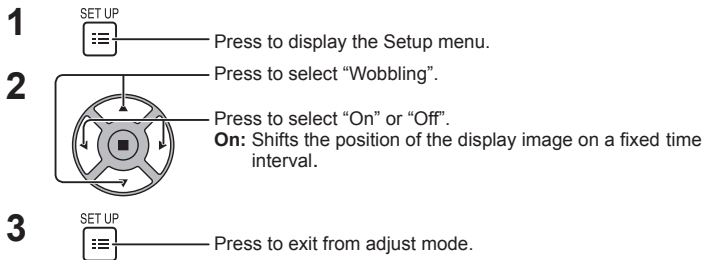 1
SET UP
Press to display the Setup menu.
2
Press to select “Wobbling”.
Press to select “On” or “Off”.
On: Shifts the position of the display image on a fixed time
interval.
3
SET UP
Press to exit from adjust mode.